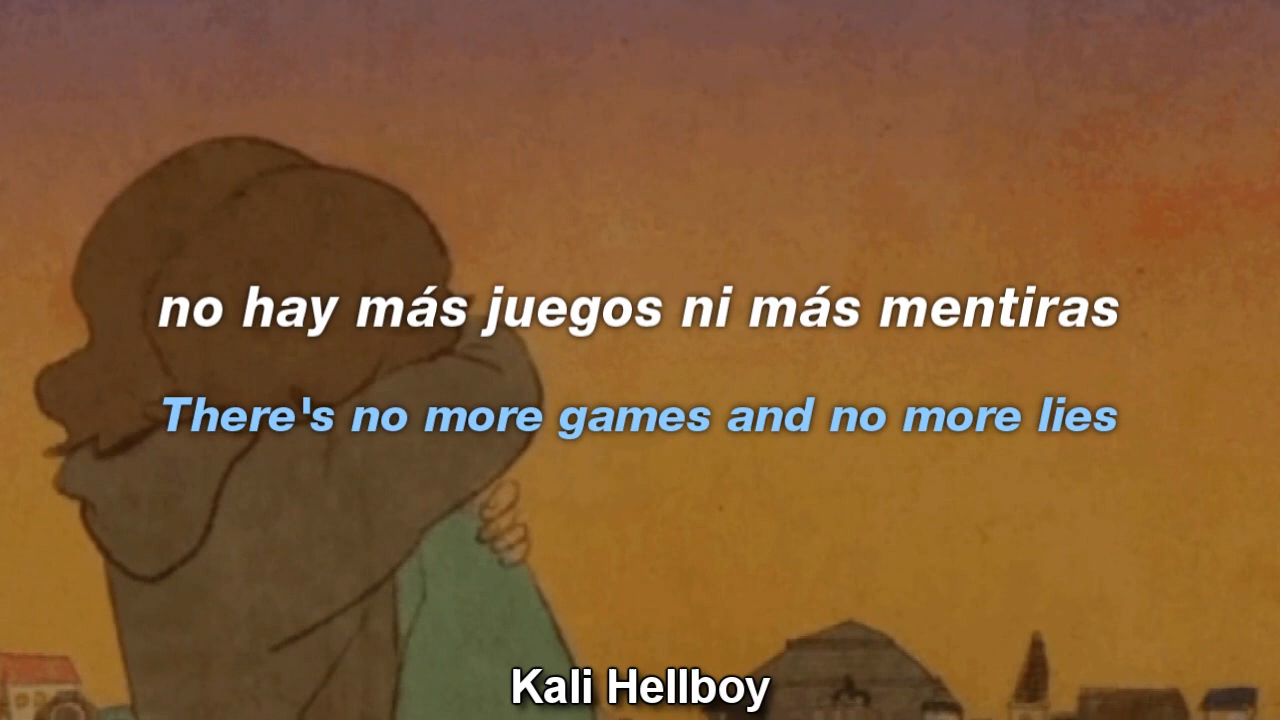 no hay más juegos ni más mentiras
There's no more games and no more lies
Kali Hellboy